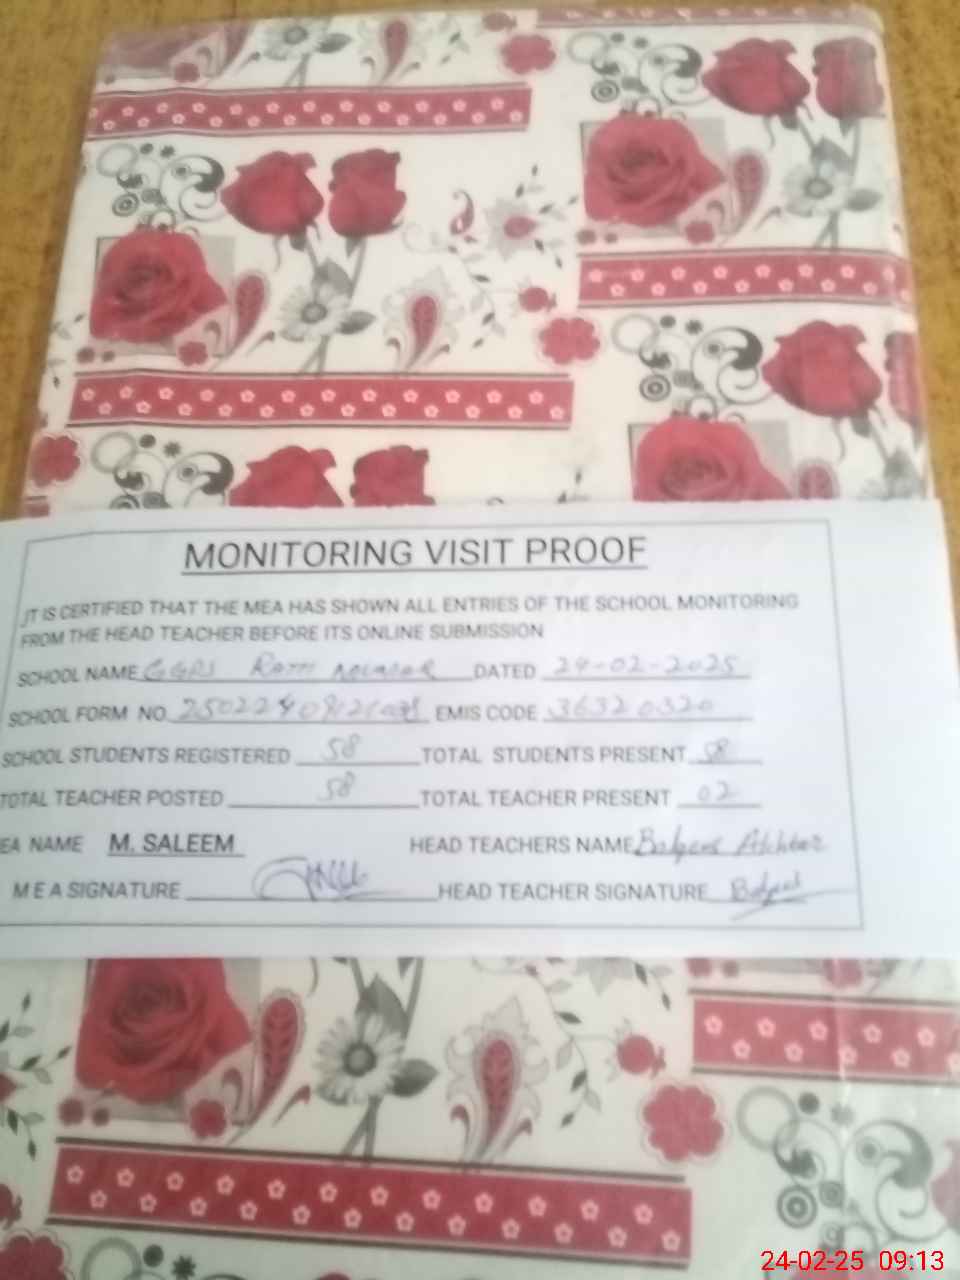 MONITORING VISIT PROOF
IT IS CERTIFIED THAT THE MEA HAS SHOWN ALL ENTRIES OF THE SCHOOL MONITORING
FROM THE HEAD TEACHER BEFORE ITS ONLINE SUBMISSION
SCHOOL NAME DATED 24-02-2025
SCHOOL FORM NO EMIS CODE 36320320
SCHOOL STUDENTS REGISTERED 58 TOTAL STUDENTS PRESENT 58
TOTAL TEACHER POSTED 58 TOTAL TEACHER PRESENT 02
EA NAME M. SALEEM HEAD TEACHERS NAME Akhtar
M E A SIGNATURE HEAD TEACHER SIGNATURE
24-02-25 09:13